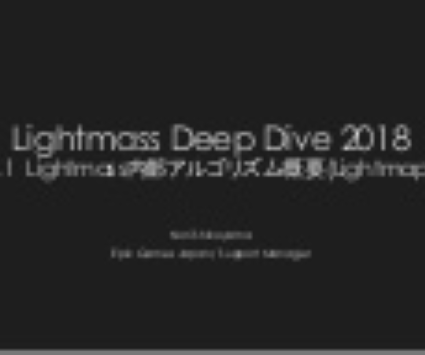 Lightmass Deep Dive 2018
.1 Lightmass内部アルゴリズム概要(Lightmap
Epic Games Japan / Support Manager